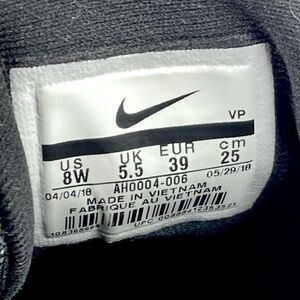 VP
US UK EUR cm
8W 5.5 39 25
04/04/18 AH0004-006 05/29/18
MADE IN VIETNAM
FABRIQUE AU VIETNAM
UPC